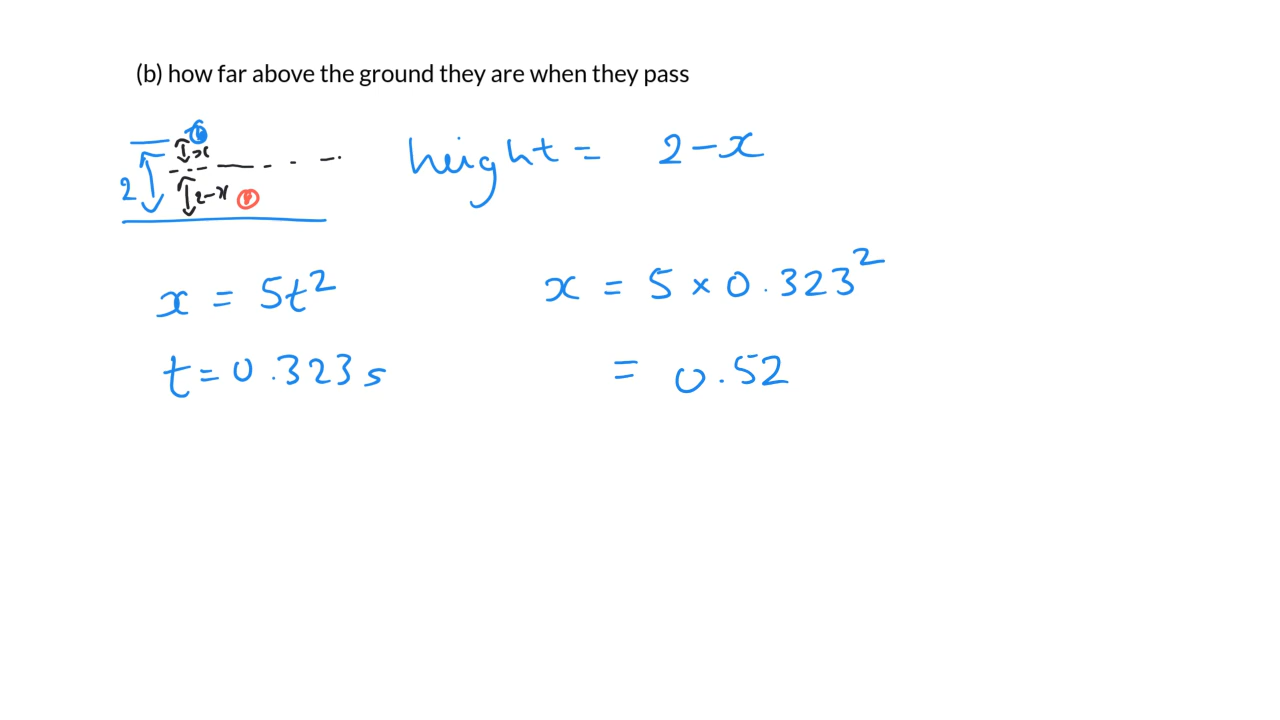 (b) how far above the ground they are when they pass
x
2
2-x
height = 2-x
x = 5t²
x = 5 × 0.323²
t = 0.323 s
= 0.52